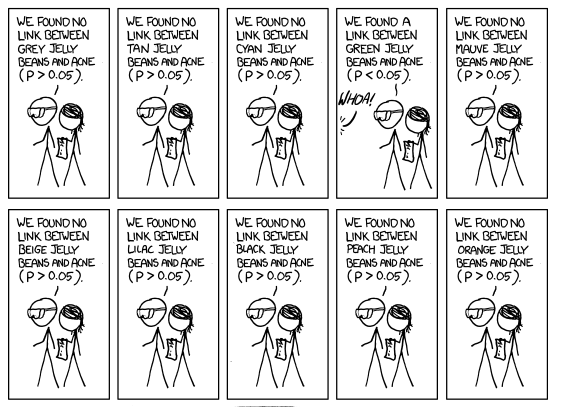 WE FOUND NO
LINK BETWEEN
GREY JELLY
BEANS AND ACNE
(P > 0.05).
WE FOUND NO
LINK BETWEEN
TAN JELLY
BEANS AND ACNE
(P > 0.05).
WE FOUND NO
LINK BETWEEN
CYAN JELLY
BEANS AND ACNE
(P > 0.05).
WE FOUND A
LINK BETWEEN
GREEN JELLY
BEANS AND ACNE
(P < 0.05).
WHOA!
WE FOUND NO
LINK BETWEEN
MAUVE JELLY
BEANS AND ACNE
(P > 0.05).
WE FOUND NO
LINK BETWEEN
BEIGE JELLY
BEANS AND ACNE
(P > 0.05).
WE FOUND NO
LINK BETWEEN
LILAC JELLY
BEANS AND ACNE
(P > 0.05).
WE FOUND NO
LINK BETWEEN
BLACK JELLY
BEANS AND ACNE
(P > 0.05).
WE FOUND NO
LINK BETWEEN
PEACH JELLY
BEANS AND ACNE
(P > 0.05).
WE FOUND NO
LINK BETWEEN
ORANGE JELLY
BEANS AND ACNE
(P > 0.05).